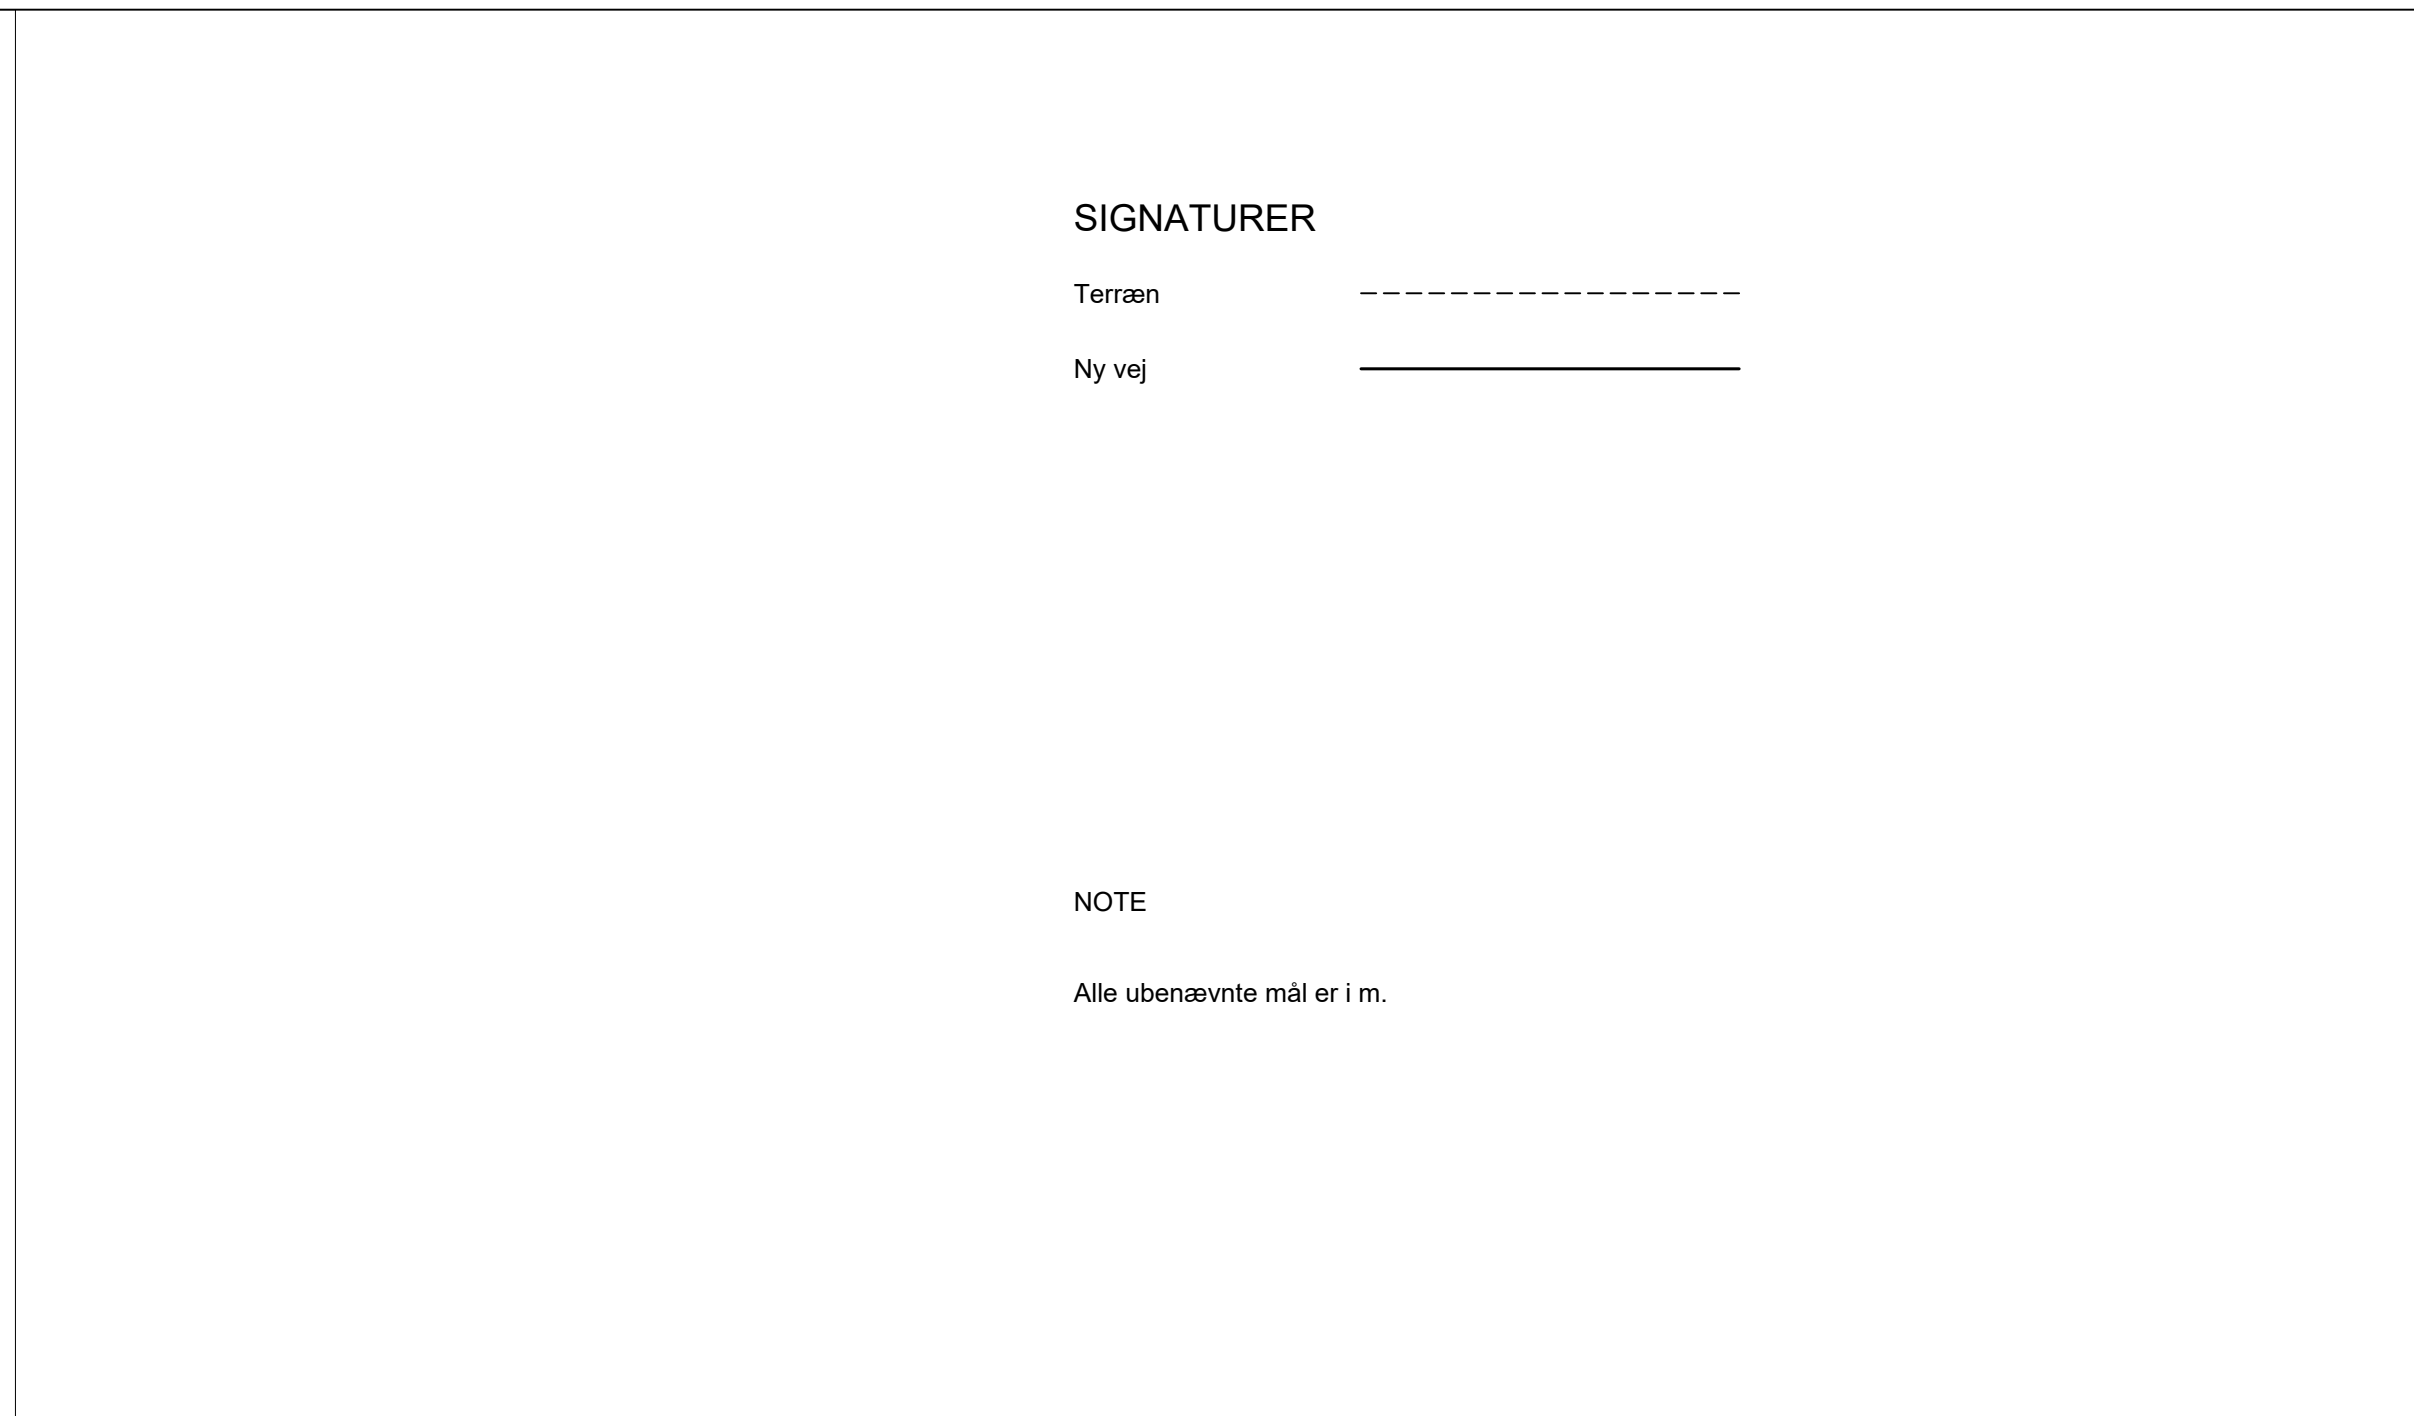 SIGNATURER
Terræn
Ny vej
NOTE
Alle ubenævnte mål er i m.